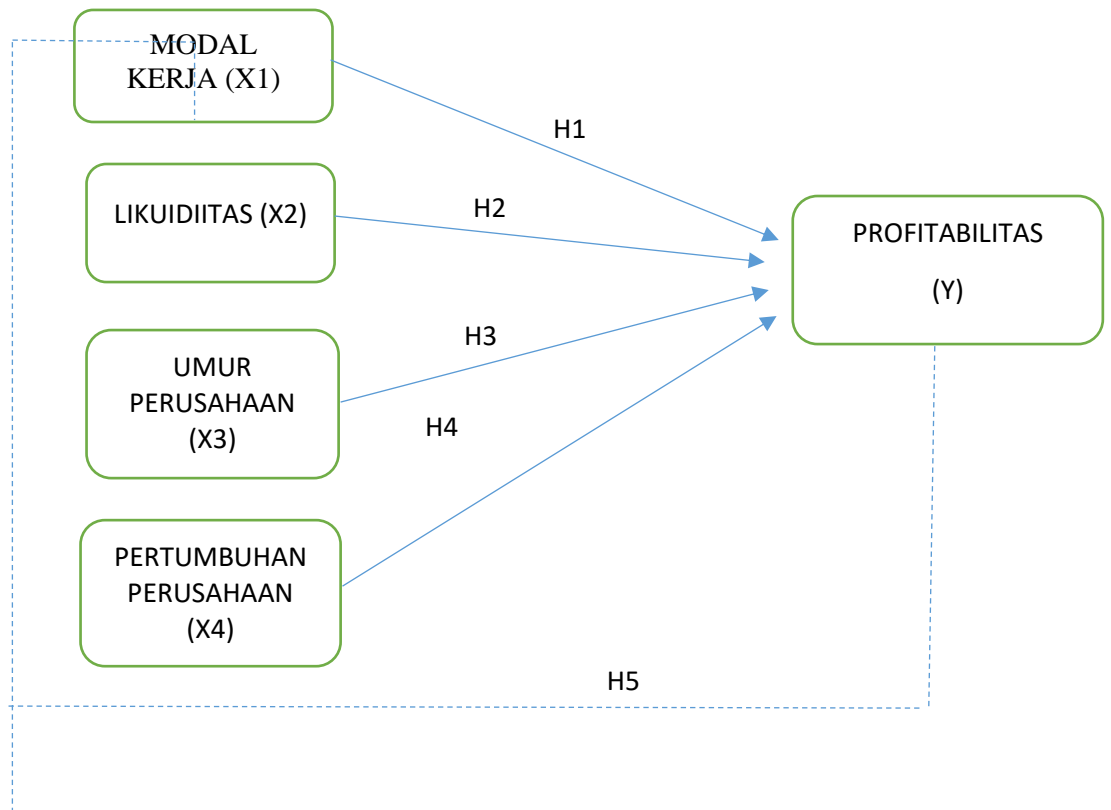 MODAL
KERJA (X1)
H1
LIKUIDIITAS (X2)
H2
PROFITABILITAS
(Y)
UMUR
PERUSAHAAN
(X3)
H3
H4
PERTUMBUHAN
PERUSAHAAN
(X4)
H5